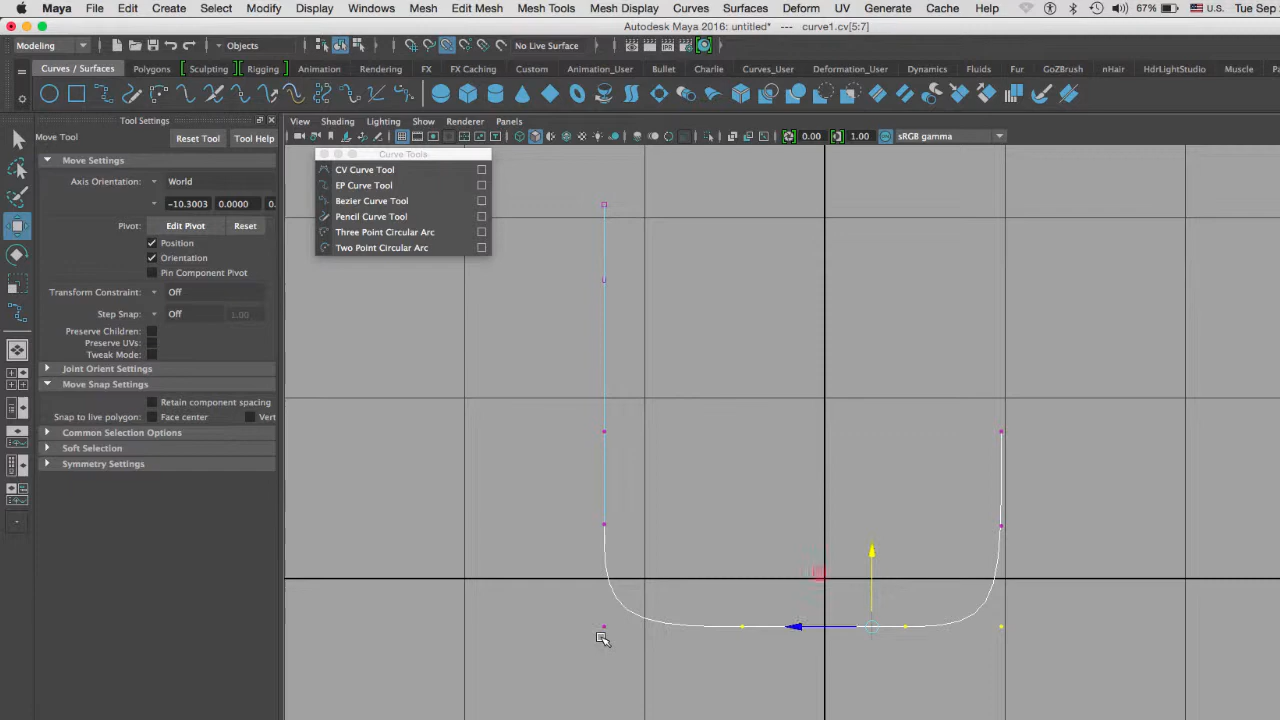 Maya File Edit Create Select Modify Display Windows Mesh Edit Mesh Mesh Tools Mesh Display Curves Surfaces Deform UV Generate Cache Help 67% U.S. Tue Sep
Autodesk Maya 2016: untitled* --- curve1.cv[5:7]
Modeling Objects No Live Surface
Curves / Surfaces Polygons Sculpting Rigging Animation Rendering FX FX Caching Custom Animation_User Bullet Charlie Curves_User Deformation_User Dynamics Fluids Fur GoZBrush nHair HdrLightStudio Muscle
Tool Settings
View Shading Lighting Show Renderer Panels
Move Tool Reset Tool Tool Help
0.00 1.00 sRGB gamma
Curve Tools
Move Settings
CV Curve Tool
Axis Orientation: World
EP Curve Tool
-10.3003 0.0000 0.
Bezier Curve Tool
Pivot: Edit Pivot Reset
Pencil Curve Tool
Three Point Circular Arc
Position
Two Point Circular Arc
Orientation
Pin Component Pivot
Transform Constraint: Off
Step Snap: Off 1.00
Preserve Children:
Preserve UVs:
Tweak Mode:
Joint Orient Settings
Move Snap Settings
Retain component spacing
Snap to live polygon: Face center Vert
Common Selection Options
Soft Selection
Symmetry Settings